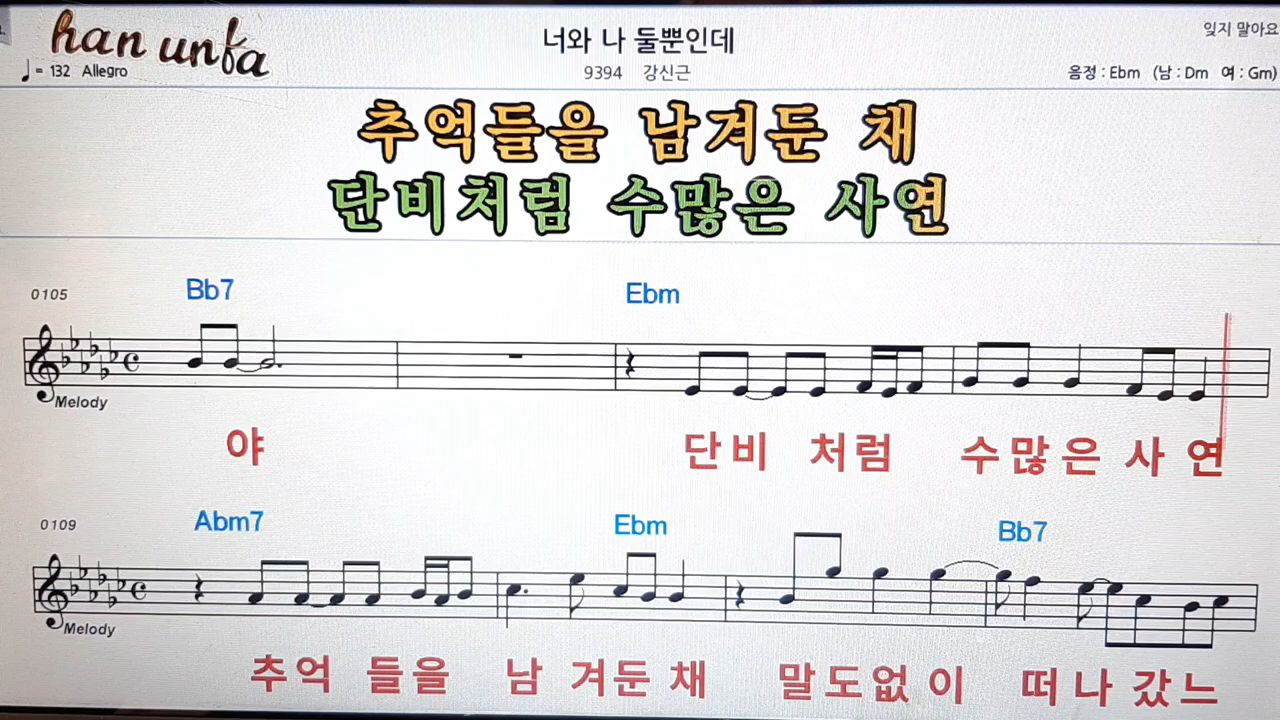 han unfa
너와 나 둘뿐인데
잊지 말아요
♩= 132 Allegro
9394 강신근
음정 : Ebm (남 : Dm 여 : Gm)
추억들을 남겨둔 채
단비처럼 수많은 사연
0105 Bb7 Ebm
Melody
야 단비 처럼 수많은 사 연
0109 Abm7 Ebm Bb7
Melody
추억 들을 남 겨둔 채 말도없 이 떠 나 갔느